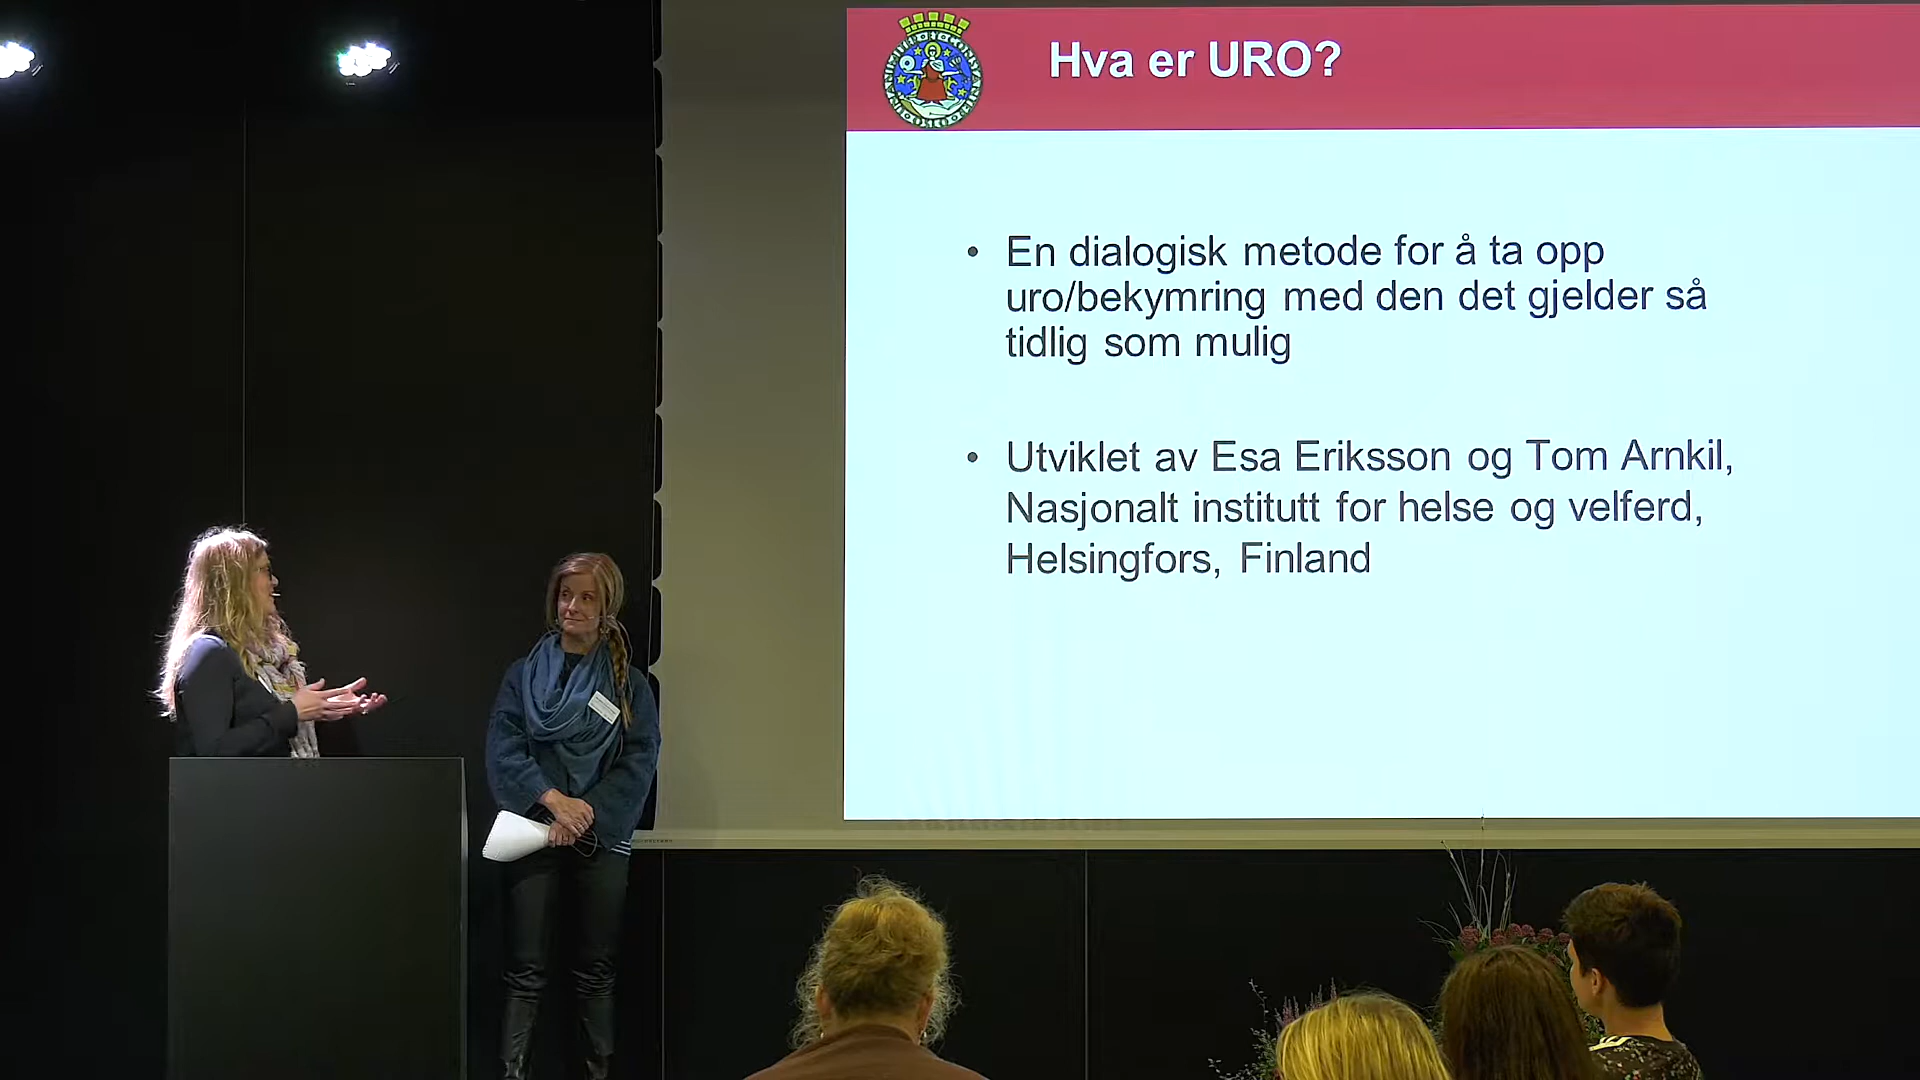 Hva er URO?
• En dialogisk metode for å ta opp
uro/bekymring med den det gjelder så
tidlig som mulig
• Utviklet av Esa Eriksson og Tom Arnkil,
Nasjonalt institutt for helse og velferd,
Helsingfors, Finland